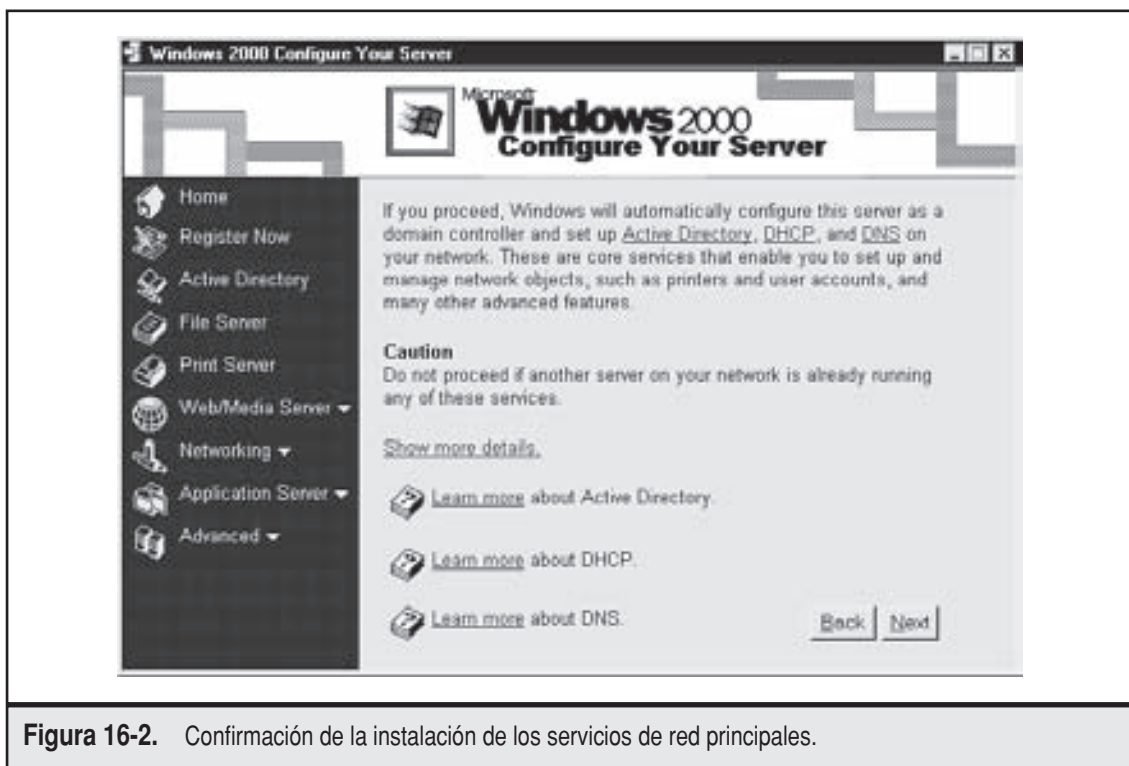 Windows 2000 Configure Your Server
Microsoft
Windows 2000
Configure Your Server
Home
Register Now
Active Directory
File Server
Print Server
Web/Media Server
Networking
Application Server
Advanced
If you proceed, Windows will automatically configure this server as a
domain controller and set up Active Directory, DHCP, and DNS on
your network. These are core services that enable you to set up and
manage network objects, such as printers and user accounts, and
many other advanced features.
Caution
Do not proceed if another server on your network is already running
any of these services.
Show more details.
Learn more about Active Directory.
Learn more about DHCP.
Learn more about DNS.
Back Next
Figura 16-2. Confirmación de la instalación de los servicios de red principales.